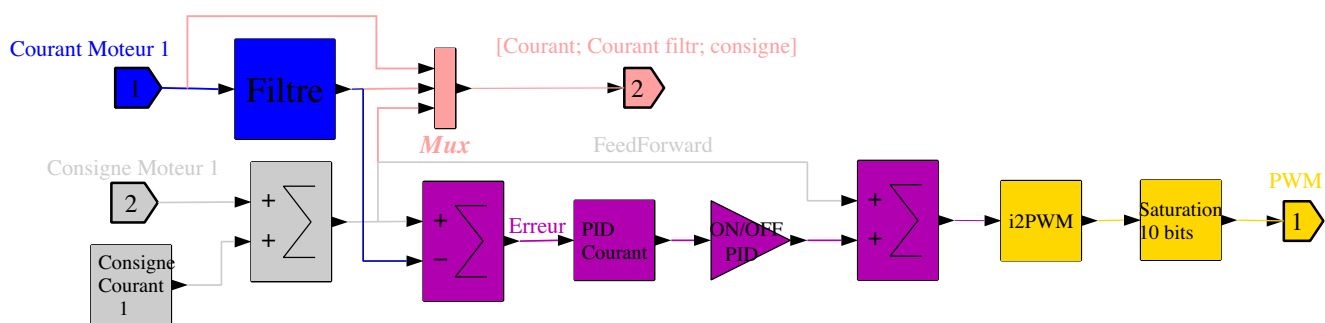 Courant Moteur 1
[Courant; Courant filtr; consigne]
1
Filtre
2
Mux
FeedForward
Consigne Moteur 1
2
+
+
Consigne
Courant
1
+
−
Erreur
PID
Courant
ON/OFF
PID
+
+
i2PWM
Saturation
10 bits
PWM
1